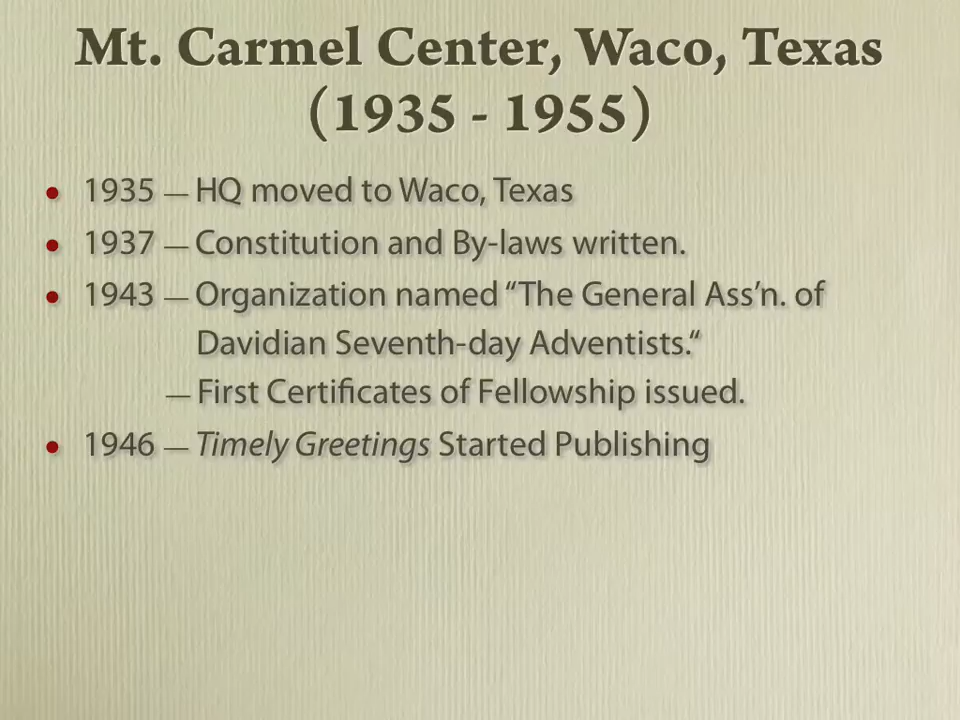 Mt. Carmel Center, Waco, Texas
(1935 - 1955)
• 1935 — HQ moved to Waco, Texas
• 1937 — Constitution and By-laws written.
• 1943 — Organization named “The General Ass’n. of
Davidian Seventh-day Adventists.“
— First Certificates of Fellowship issued.
• 1946 — Timely Greetings Started Publishing